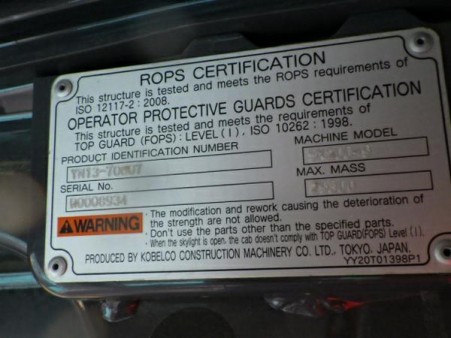 ROPS CERTIFICATION
This structure is tested and meets the ROPS requirements of
ISO 12117-2 : 2008.
OPERATOR PROTECTIVE GUARDS CERTIFICATION
This structure is tested and meets the requirements of
TOP GUARD (FOPS) : LEVEL(I), ISO 10262 : 1998.
PRODUCT IDENTIFICATION NUMBER
MACHINE MODEL
SERIAL No.
MAX. MASS
WARNING
- The modification and rework causing the deterioration of
the strength are not allowed.
- Don't use the parts other than the specified parts.
- When the skylight is open, the cab doesn't comply with TOP GUARD(FOPS) Level(I).
PRODUCED BY KOBELCO CONSTRUCTION MACHINERY CO. LTD., TOKYO, JAPAN.
YY20T01398P1